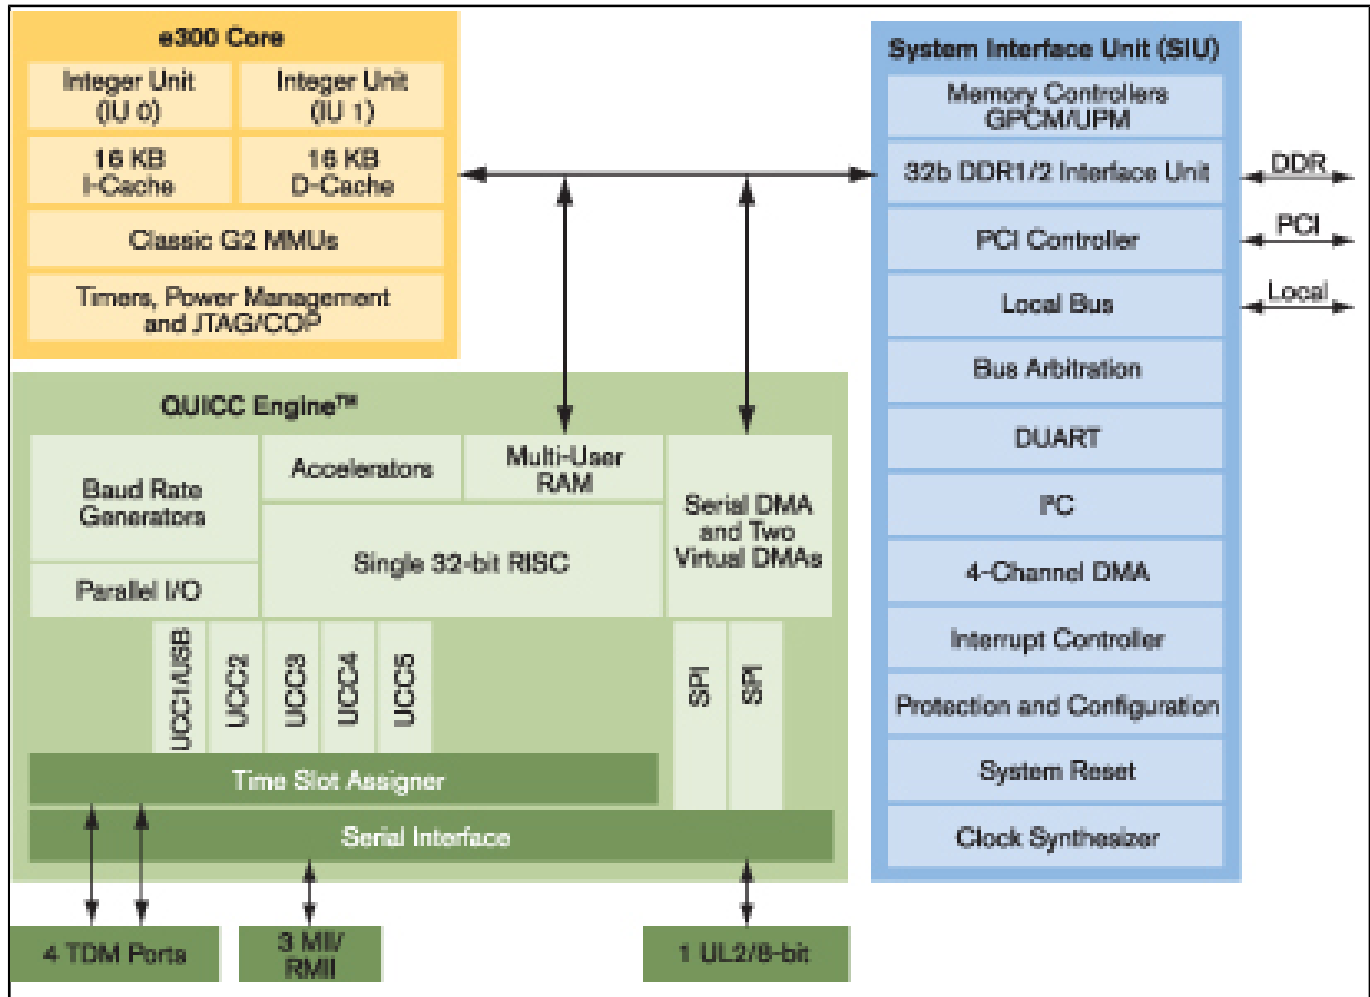 e300 Core
Integer Unit
(IU 0)
Integer Unit
(IU 1)
16 KB
I-Cache
16 KB
D-Cache
Classic G2 MMUs
Timers, Power Management
and JTAG/COP
System Interface Unit (SIU)
Memory Controllers
GPCM/UPM
32b DDR1/2 Interface Unit
PCI Controller
Local Bus
Bus Arbitration
DUART
I²C
4-Channel DMA
Interrupt Controller
Protection and Configuration
System Reset
Clock Synthesizer
DDR
PCI
Local
QUICC Engine™
Baud Rate
Generators
Accelerators
Multi-User
RAM
Serial DMA
and Two
Virtual DMAs
Single 32-bit RISC
Parallel I/O
UCC1/USB
UCC2
UCC3
UCC4
UCC5
SPI
SPI
Time Slot Assigner
Serial Interface
4 TDM Ports
3 MII/
RMII
1 UL2/8-bit